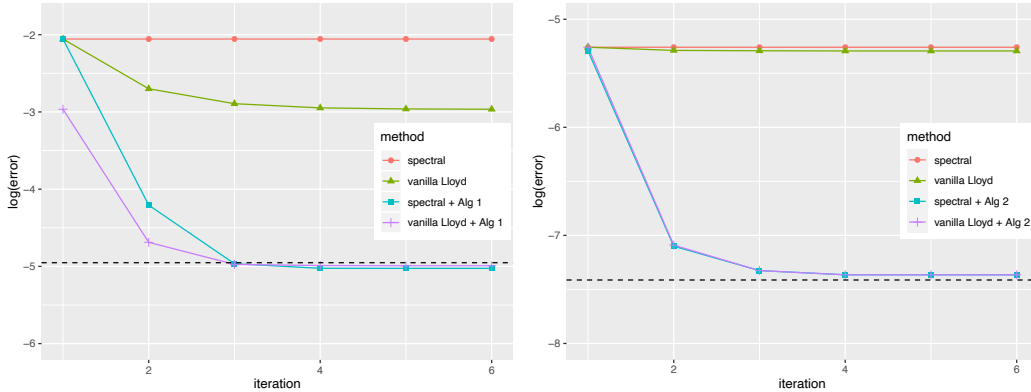 −2
−3
−4
−5
−6
log(error)
2
4
6
iteration
method
spectral
vanilla Lloyd
spectral + Alg 1
vanilla Lloyd + Alg 1
−5
−6
−7
−8
log(error)
2
4
6
iteration
method
spectral
vanilla Lloyd
spectral + Alg 2
vanilla Lloyd + Alg 2